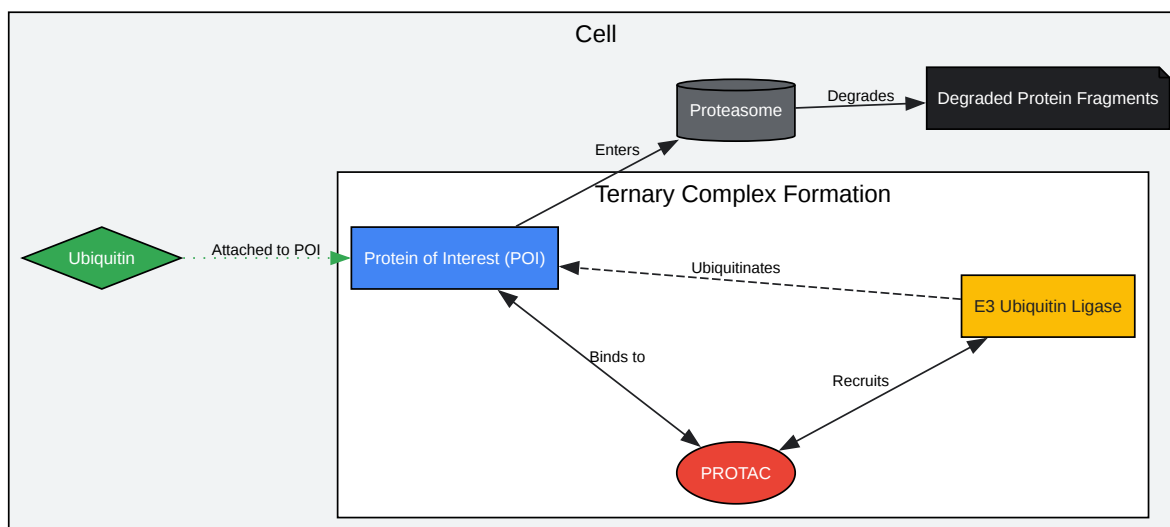 Cell
Proteasome
Degrades
Degraded Protein Fragments
Enters
Ternary Complex Formation
Ubiquitin
Attached to POI
Protein of Interest (POI)
Ubiquitinates
E3 Ubiquitin Ligase
Binds to
Recruits
PROTAC